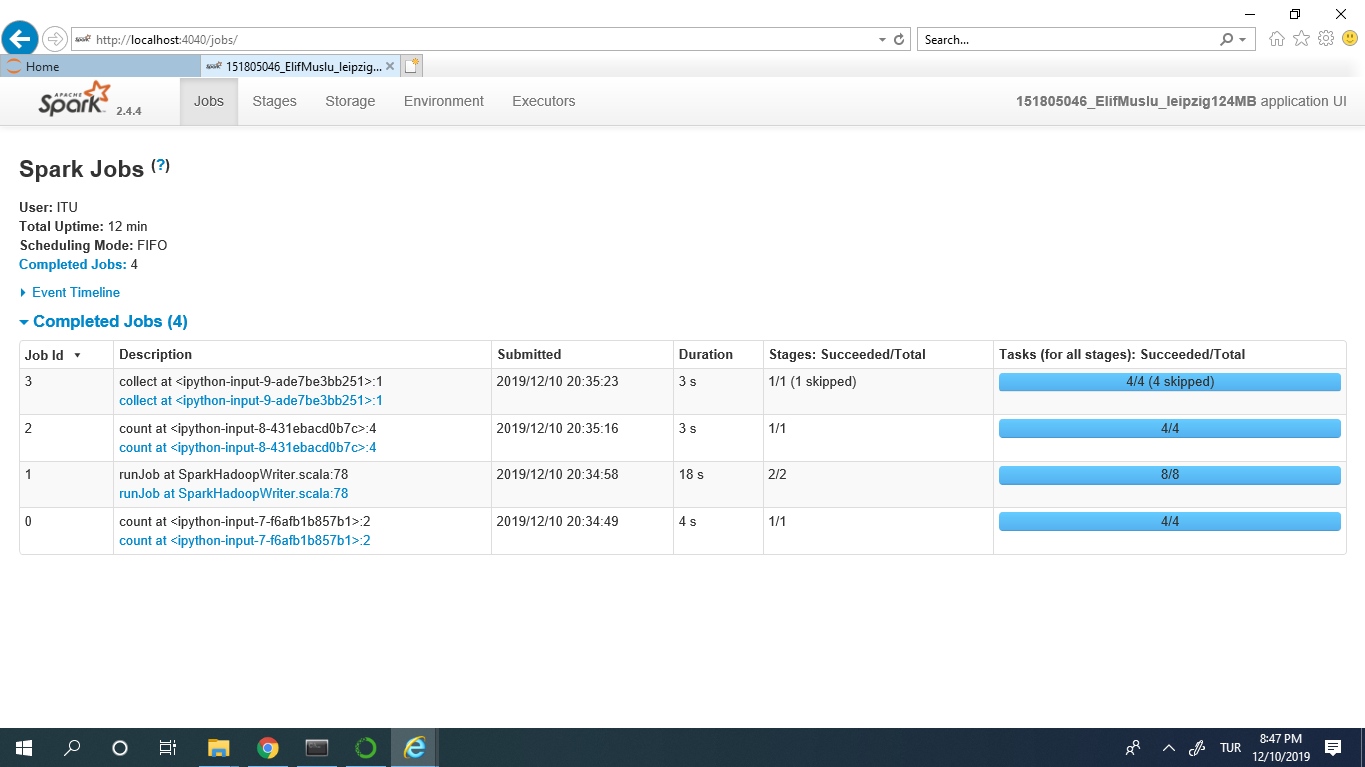 http://localhost:4040/jobs/
Search...
Home
151805046_ElifMuslu_leipzig...
APACHE
Spark 2.4.4
Jobs
Stages
Storage
Environment
Executors
151805046_ElifMuslu_leipzig124MB application UI
Spark Jobs (?)
User: ITU
Total Uptime: 12 min
Scheduling Mode: FIFO
Completed Jobs: 4
Event Timeline
Completed Jobs (4)
Job Id ▾ Description Submitted Duration Stages: Succeeded/Total Tasks (for all stages): Succeeded/Total
3 collect at <ipython-input-9-ade7be3bb251>:1 2019/12/10 20:35:23 3 s 1/1 (1 skipped) 4/4 (4 skipped)
collect at <ipython-input-9-ade7be3bb251>:1
2 count at <ipython-input-8-431ebacd0b7c>:4 2019/12/10 20:35:16 3 s 1/1 4/4
count at <ipython-input-8-431ebacd0b7c>:4
1 runJob at SparkHadoopWriter.scala:78 2019/12/10 20:34:58 18 s 2/2 8/8
runJob at SparkHadoopWriter.scala:78
0 count at <ipython-input-7-f6afb1b857b1>:2 2019/12/10 20:34:49 4 s 1/1 4/4
count at <ipython-input-7-f6afb1b857b1>:2
TUR
8:47 PM
12/10/2019